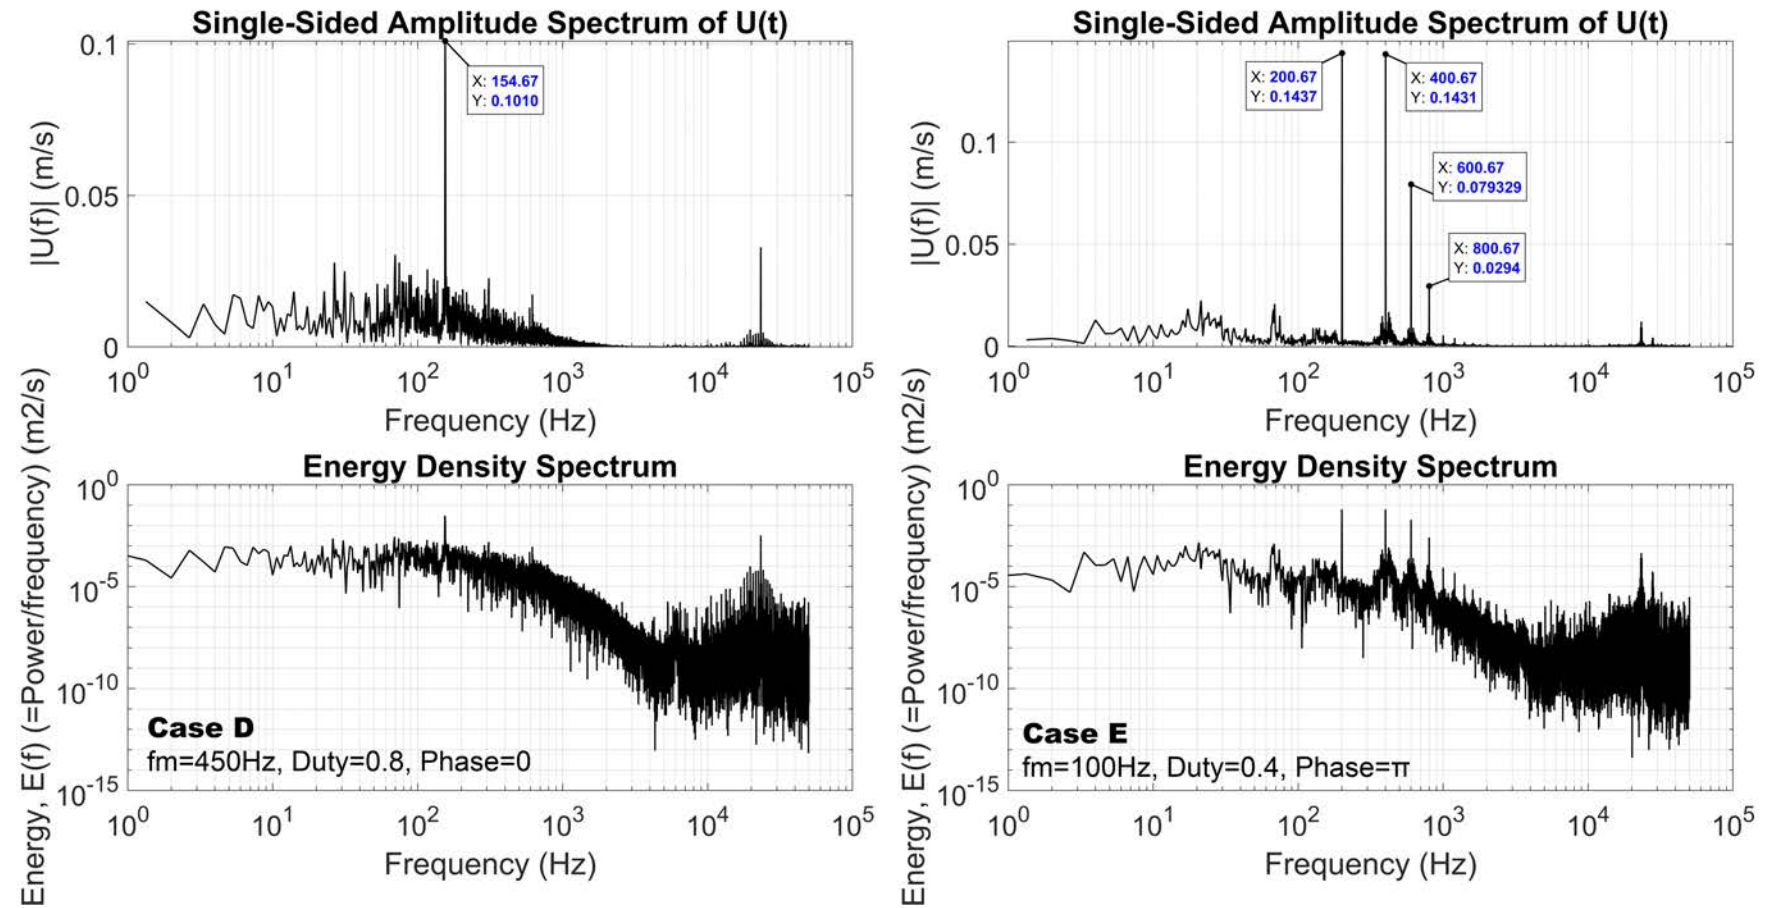 Single-Sided Amplitude Spectrum of U(t)
|U(f)| (m/s)
0.1
0.05
0
X: 154.67
Y: 0.1010
10^0 10^1 10^2 10^3 10^4 10^5
Frequency (Hz)
Single-Sided Amplitude Spectrum of U(t)
|U(f)| (m/s)
0.1
0.05
0
X: 200.67
Y: 0.1437
X: 400.67
Y: 0.1431
X: 600.67
Y: 0.079329
X: 800.67
Y: 0.0294
10^0 10^1 10^2 10^3 10^4 10^5
Frequency (Hz)
Energy Density Spectrum
Energy, E(f) (=Power/frequency) (m2/s)
10^0
10^-5
10^-10
10^-15
Case D
fm=450Hz, Duty=0.8, Phase=0
10^0 10^1 10^2 10^3 10^4 10^5
Frequency (Hz)
Energy Density Spectrum
Energy, E(f) (=Power/frequency) (m2/s)
10^0
10^-5
10^-10
10^-15
Case E
fm=100Hz, Duty=0.4, Phase=π
10^0 10^1 10^2 10^3 10^4 10^5
Frequency (Hz)